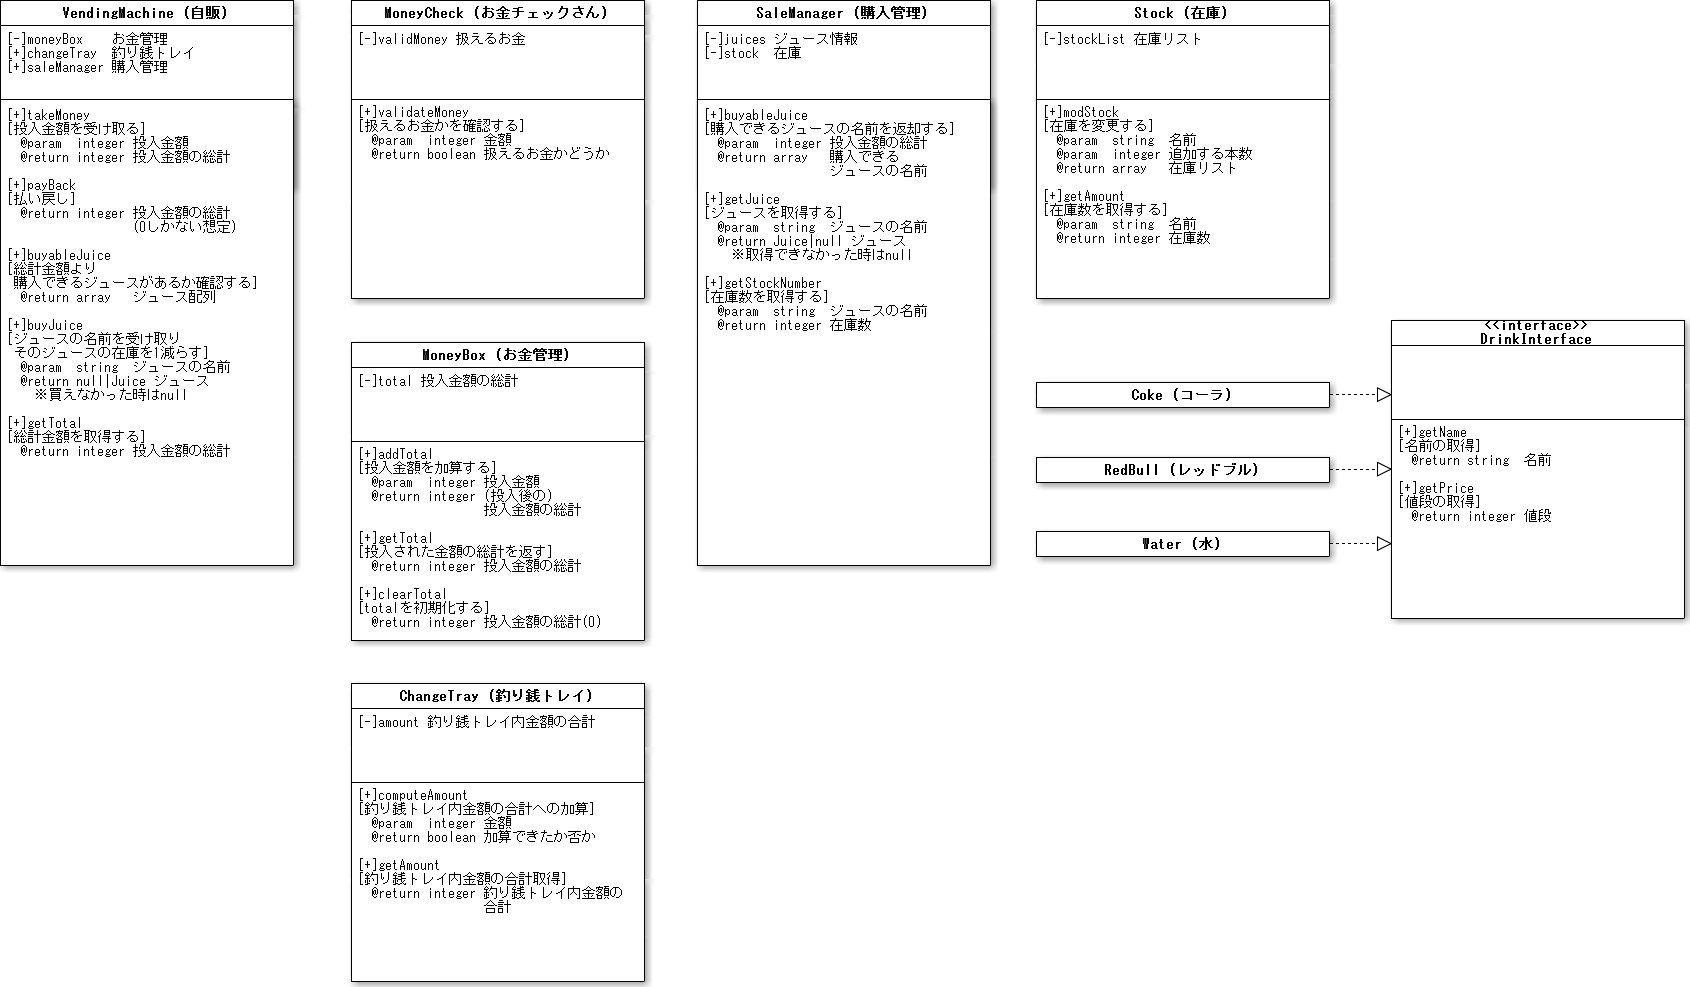 VendingMachine (自販)
[-]moneyBox お金管理
[+]changeTray 釣り銭トレイ
[+]saleManager 購入管理
[+]takeMoney
[投入金額を受け取る]
@param integer 投入金額
@return integer 投入金額の総計
[+]payBack
[払い戻し]
@return integer 投入金額の総計
(0しかない想定)
[+]buyableJuice
[総計金額より
購入できるジュースがあるか確認する]
@return array ジュース配列
[+]buyJuice
[ジュースの名前を受け取り
そのジュースの在庫を1減らす]
@param string ジュースの名前
@return null|Juice ジュース
※買えなかった時はnull
[+]getTotal
[総計金額を取得する]
@return integer 投入金額の総計
MoneyCheck (お金チェックさん)
[-]validMoney 扱えるお金
[+]validateMoney
[扱えるお金かを確認する]
@param integer 金額
@return boolean 扱えるお金かどうか
MoneyBox (お金管理)
[-]total 投入金額の総計
[+]addTotal
[投入金額を加算する]
@param integer 投入金額
@return integer (投入後の)
投入金額の総計
[+]getTotal
[投入された金額の総計を返す]
@return integer 投入金額の総計
[+]clearTotal
[totalを初期化する]
@return integer 投入金額の総計(0)
ChangeTray (釣り銭トレイ)
[-]amount 釣り銭トレイ内金額の合計
[+]computeAmount
[釣り銭トレイ内金額の合計への加算]
@param integer 金額
@return boolean 加算できたか否か
[+]getAmount
[釣り銭トレイ内金額の合計取得]
@return integer 釣り銭トレイ内金額の
合計
SaleManager (購入管理)
[-]juices ジュース情報
[-]stock 在庫
[+]buyableJuice
[購入できるジュースの名前を返却する]
@param integer 投入金額の総計
@return array 購入できる
ジュースの名前
[+]getJuice
[ジュースを取得する]
@param string ジュースの名前
@return Juice|null ジュース
※取得できなかった時はnull
[+]getStockNumber
[在庫数を取得する]
@param string ジュースの名前
@return integer 在庫数
Stock (在庫)
[-]stockList 在庫リスト
[+]modStock
[在庫を変更する]
@param string 名前
@param integer 追加する本数
@return array 在庫リスト
[+]getAmount
[在庫数を取得する]
@param string 名前
@return integer 在庫数
Coke (コーラ)
RedBull (レッドブル)
Water (水)
<<interface>>
DrinkInterface
[+]getName
[名前の取得]
@return string 名前
[+]getPrice
[値段の取得]
@return integer 値段